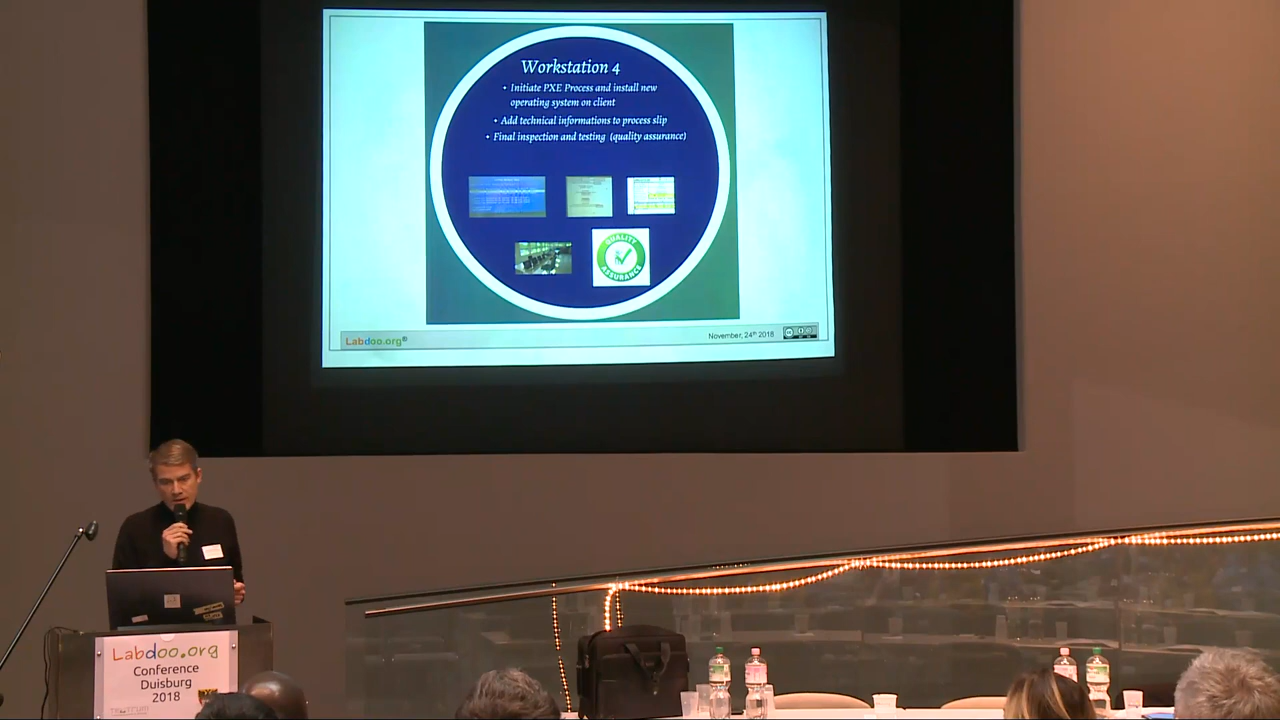 Workstation 4
• Initiate PXE Process and install new
operating system on client
• Add technical informations to process slip
• Final inspection and testing (quality assurance)
QUALITY
ASSURANCE
Labdoo.org®
November, 24th 2018
Labdoo.org
Conference
Duisburg
2018